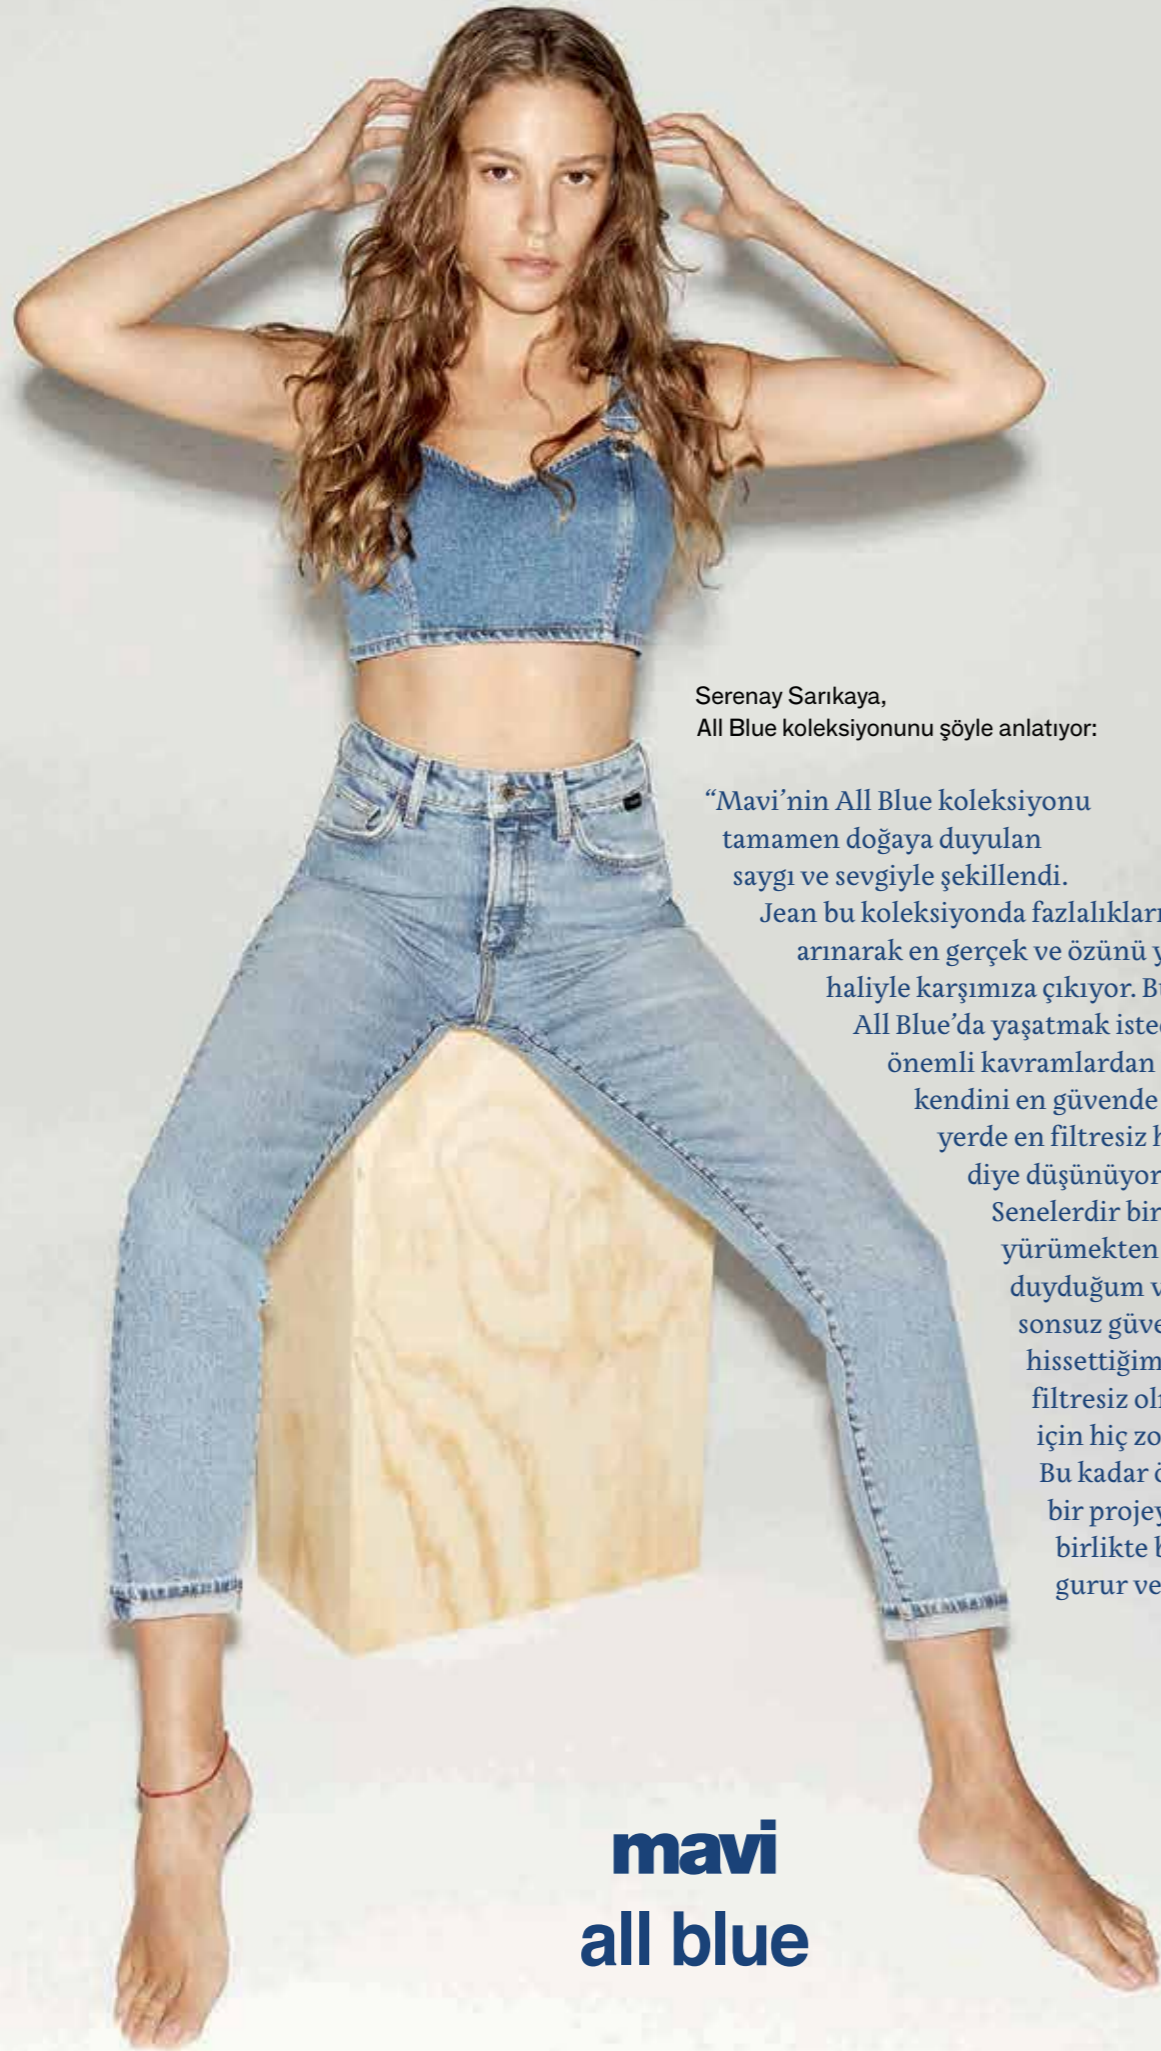 Serenay Sarıkaya,
All Blue koleksiyonunu şöyle anlatıyor:
“Mavi’nin All Blue koleksiyonu
tamamen doğaya duyulan
saygı ve sevgiyle şekillendi.
Jean bu koleksiyonda fazlalıkları
arınarak en gerçek ve özünü
haliyle karşımıza çıkıyor.
All Blue’da yaşatmak
önemli kavramlardan
kendini en güvende
yerde en filtresiz
diye düşünüyor
Senelerdir bir
yürümekten
duyduğum
sonsuz
hissettiğim
filtresiz
için hiç
Bu kadar
bir
birlikte
gurur
mavi
all blue